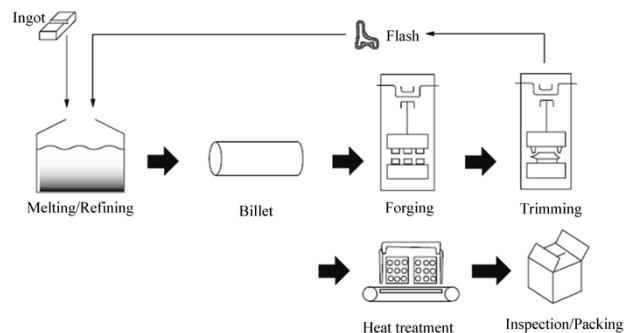 Ingot
Flash
Melting/Refining
Billet
Forging
Trimming
Heat treatment
Inspection/Packing